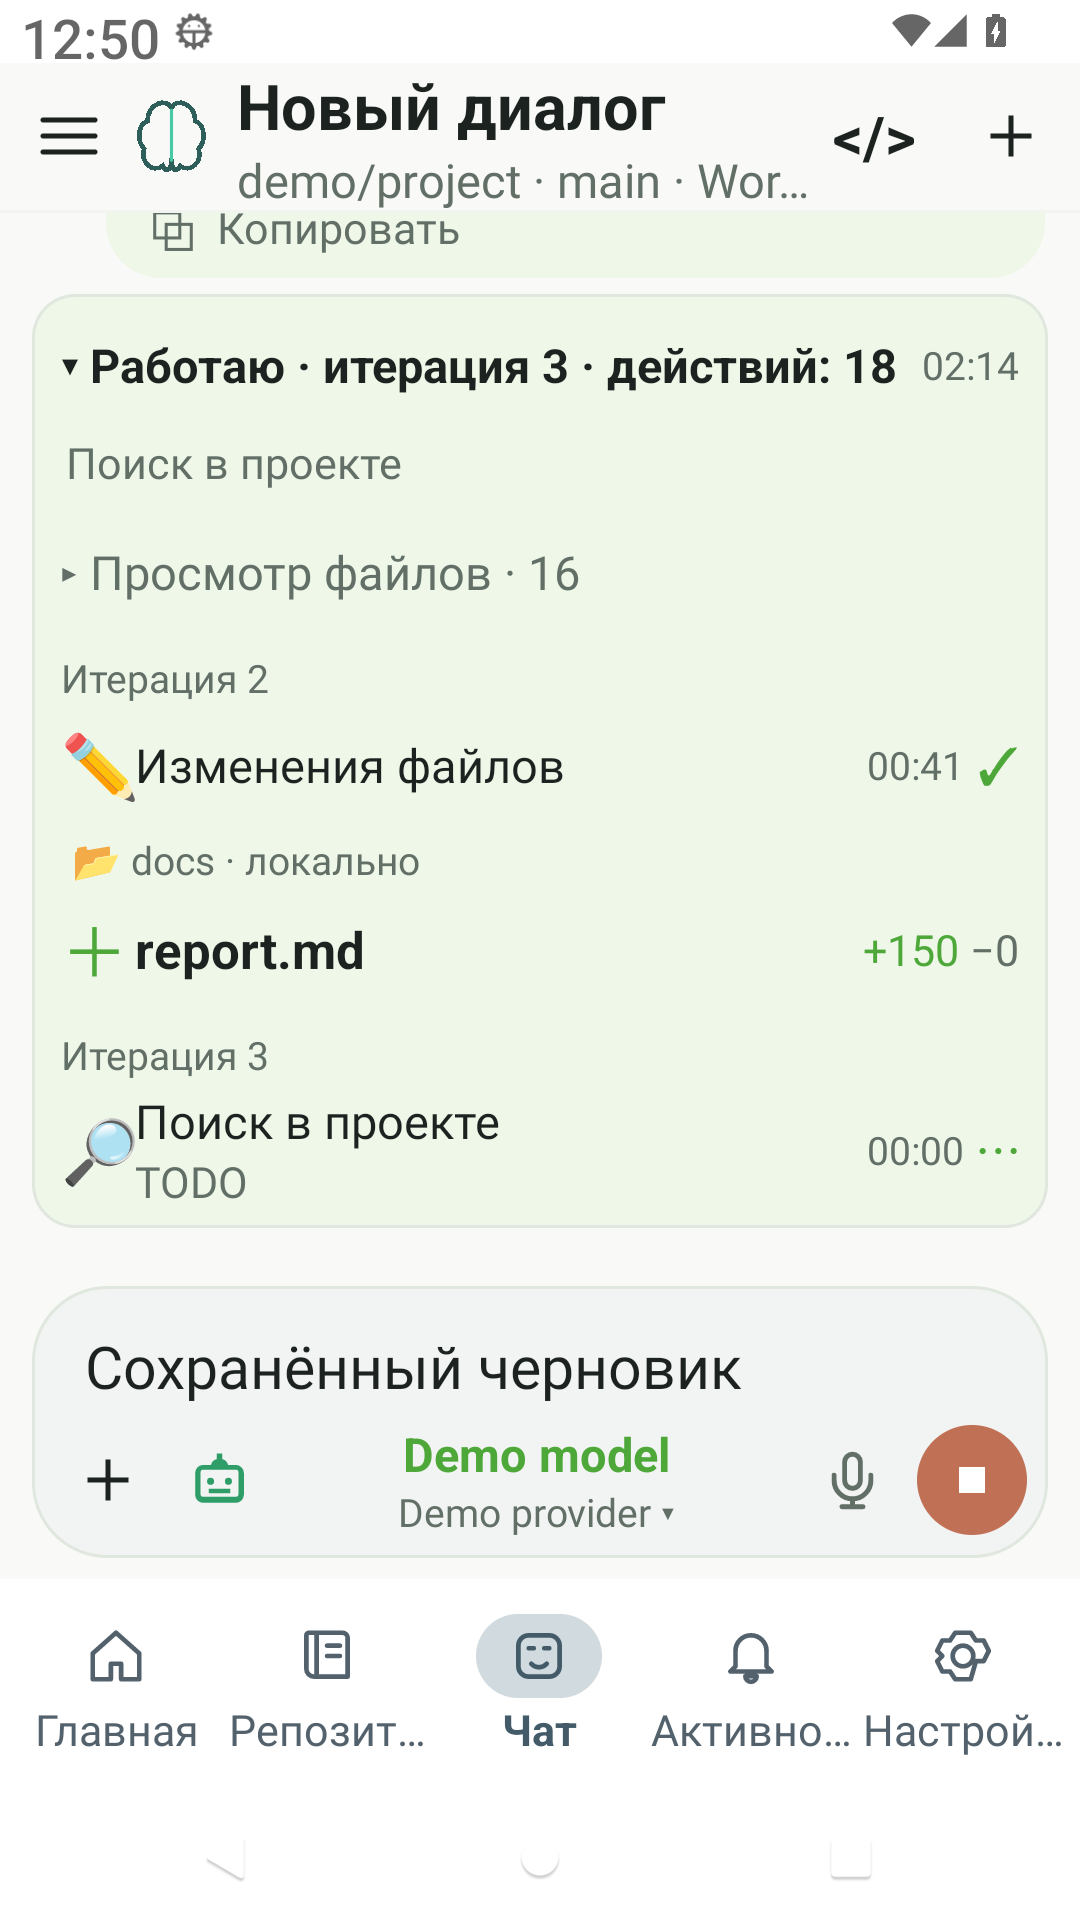 12:50
Новый диалог
demo/project · main · Wor...
</>
Копировать
Работаю · итерация 3 · действий: 18 02:14
Поиск в проекте
Просмотр файлов · 16
Итерация 2
Изменения файлов 00:41
docs · локально
report.md +150 −0
Итерация 3
Поиск в проекте
TODO
00:00
Сохранённый черновик
Demo model
Demo provider
Главная Репозит... Чат Активно... Настрой...